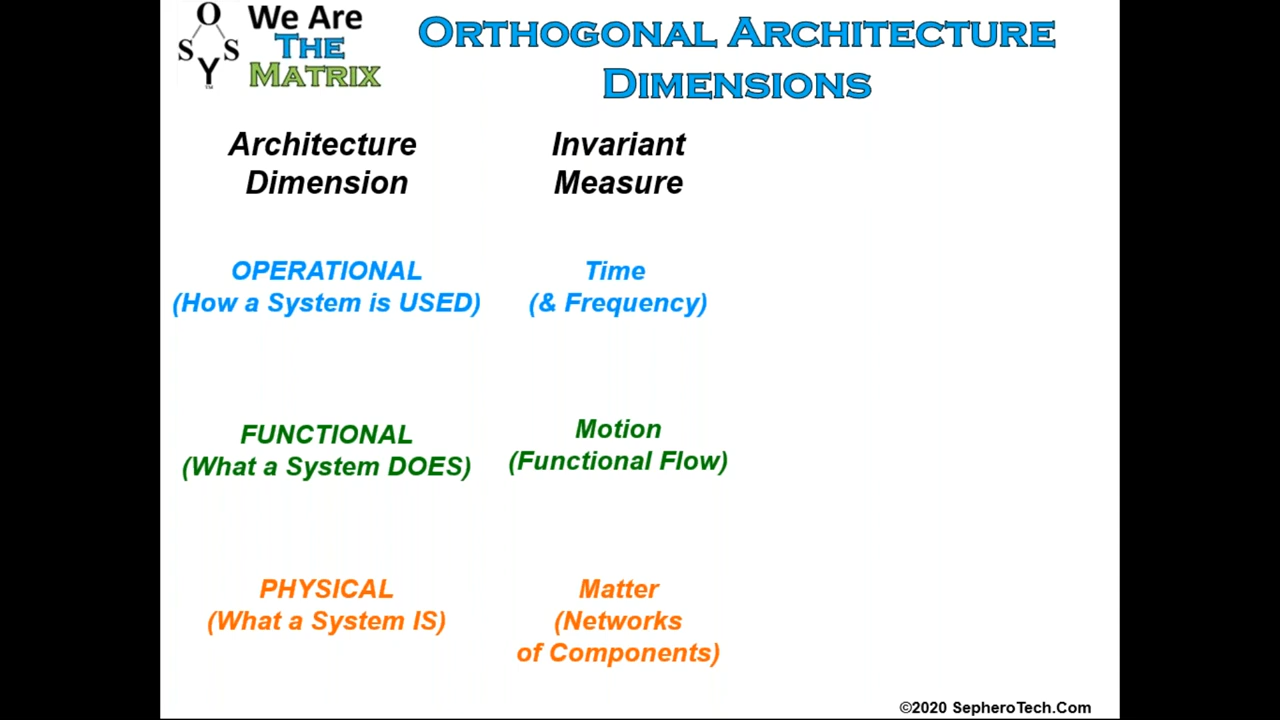 O
S S
Y
TM
We Are
THE
MATRIX
ORTHOGONAL ARCHITECTURE
DIMENSIONS
Architecture
Dimension
Invariant
Measure
OPERATIONAL
(How a System is USED)
Time
(& Frequency)
FUNCTIONAL
(What a System DOES)
Motion
(Functional Flow)
PHYSICAL
(What a System IS)
Matter
(Networks
of Components)
©2020 SepheroTech.Com